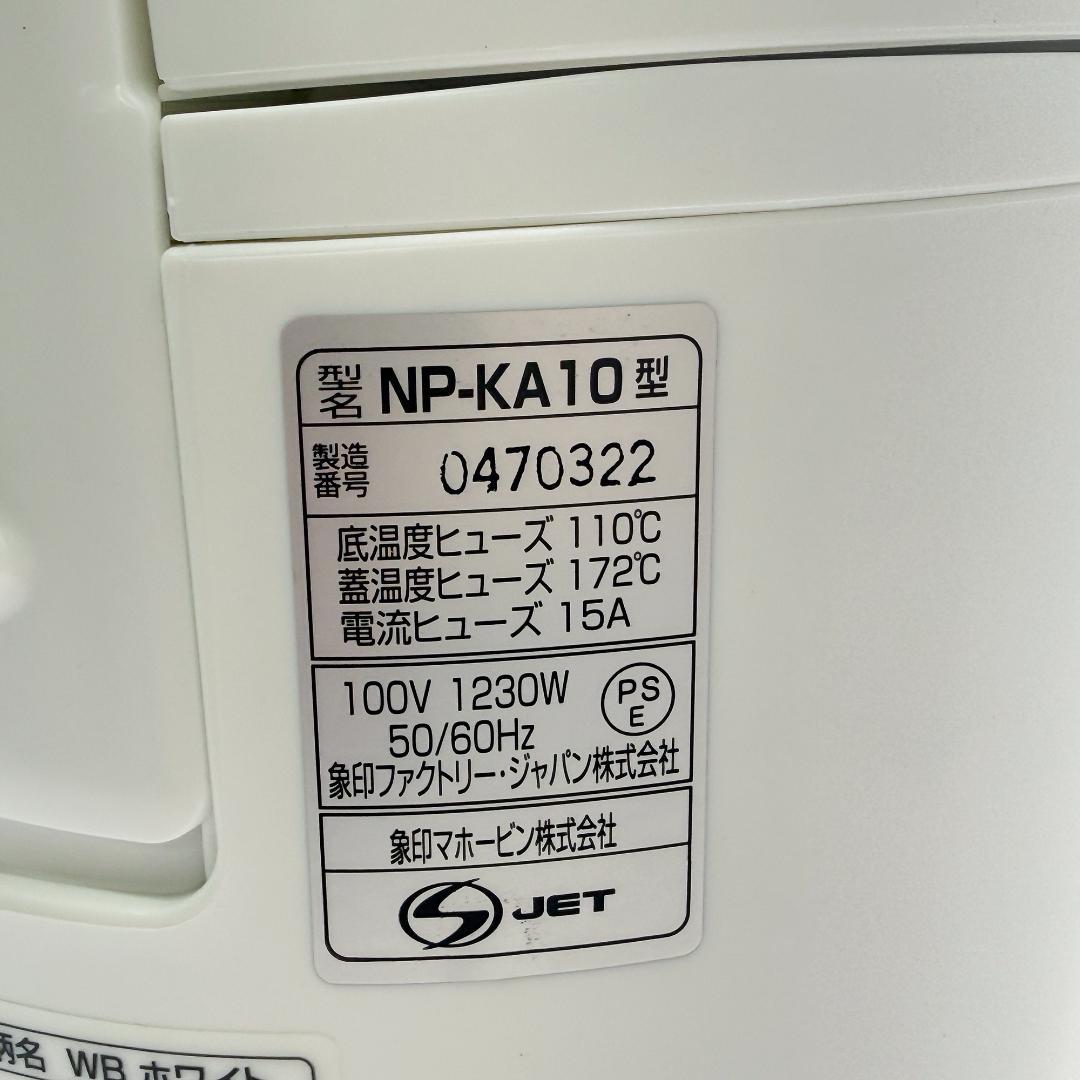 型名 NP-KA10型
製造番号 0470322
底温度ヒューズ 110℃
蓋温度ヒューズ 172℃
電流ヒューズ 15A
100V 1230W
50/60Hz
PS
E
象印ファクトリー・ジャパン株式会社
象印マホービン株式会社
JET
柄名 WB ホワイト